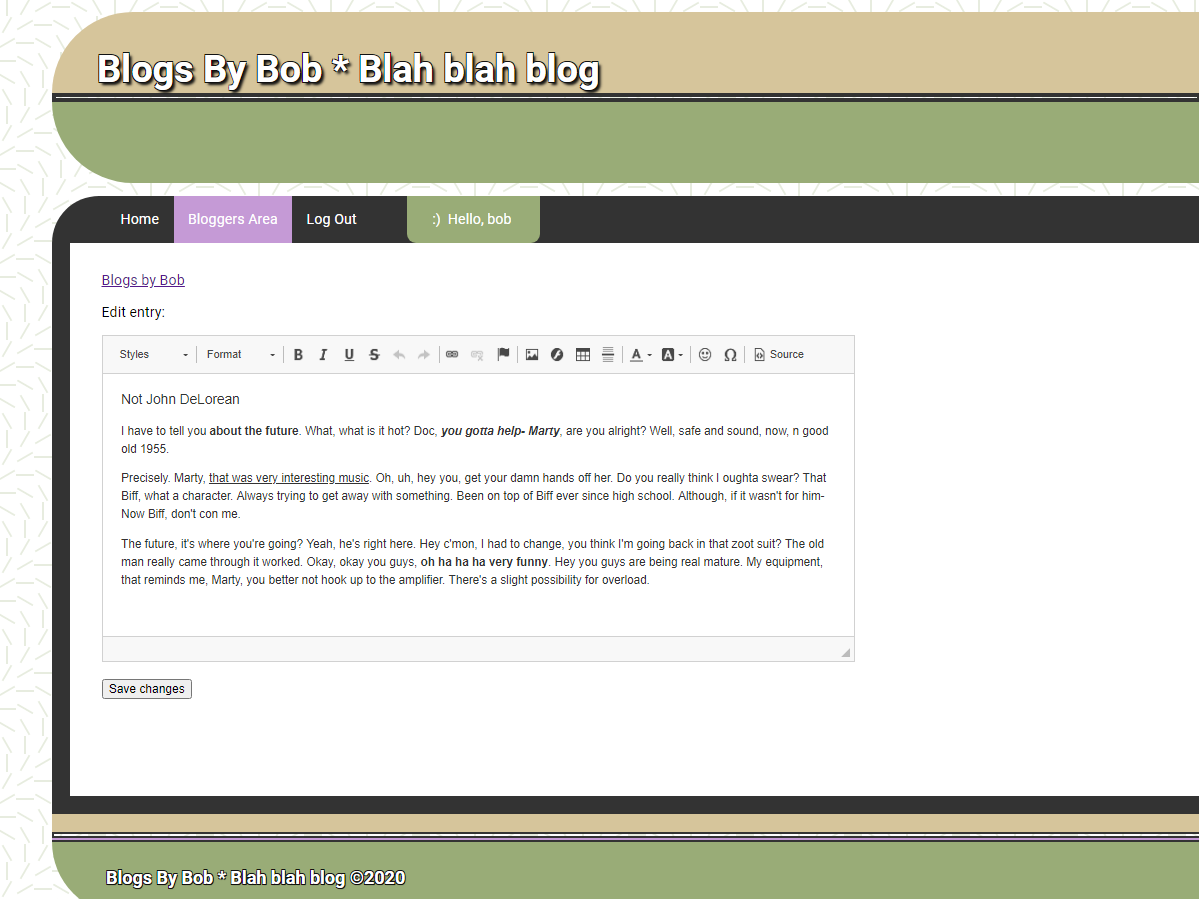 Blogs By Bob * Blah blah blog
Home Bloggers Area Log Out :) Hello, bob
Blogs by Bob
Edit entry:
Styles Format B I U S A A Ω Source
Not John DeLorean
I have to tell you about the future. What, what is it hot? Doc, you gotta help- Marty, are you alright? Well, safe and sound, now, n good
old 1955.
Precisely. Marty, that was very interesting music. Oh, uh, hey you, get your damn hands off her. Do you really think I oughta swear? That
Biff, what a character. Always trying to get away with something. Been on top of Biff ever since high school. Although, if it wasn't for him-
Now Biff, don't con me.
The future, it's where you're going? Yeah, he's right here. Hey c'mon, I had to change, you think I'm going back in that zoot suit? The old
man really came through it worked. Okay, okay you guys, oh ha ha ha very funny. Hey you guys are being real mature. My equipment,
that reminds me, Marty, you better not hook up to the amplifier. There's a slight possibility for overload.
Save changes
Blogs By Bob * Blah blah blog ©2020